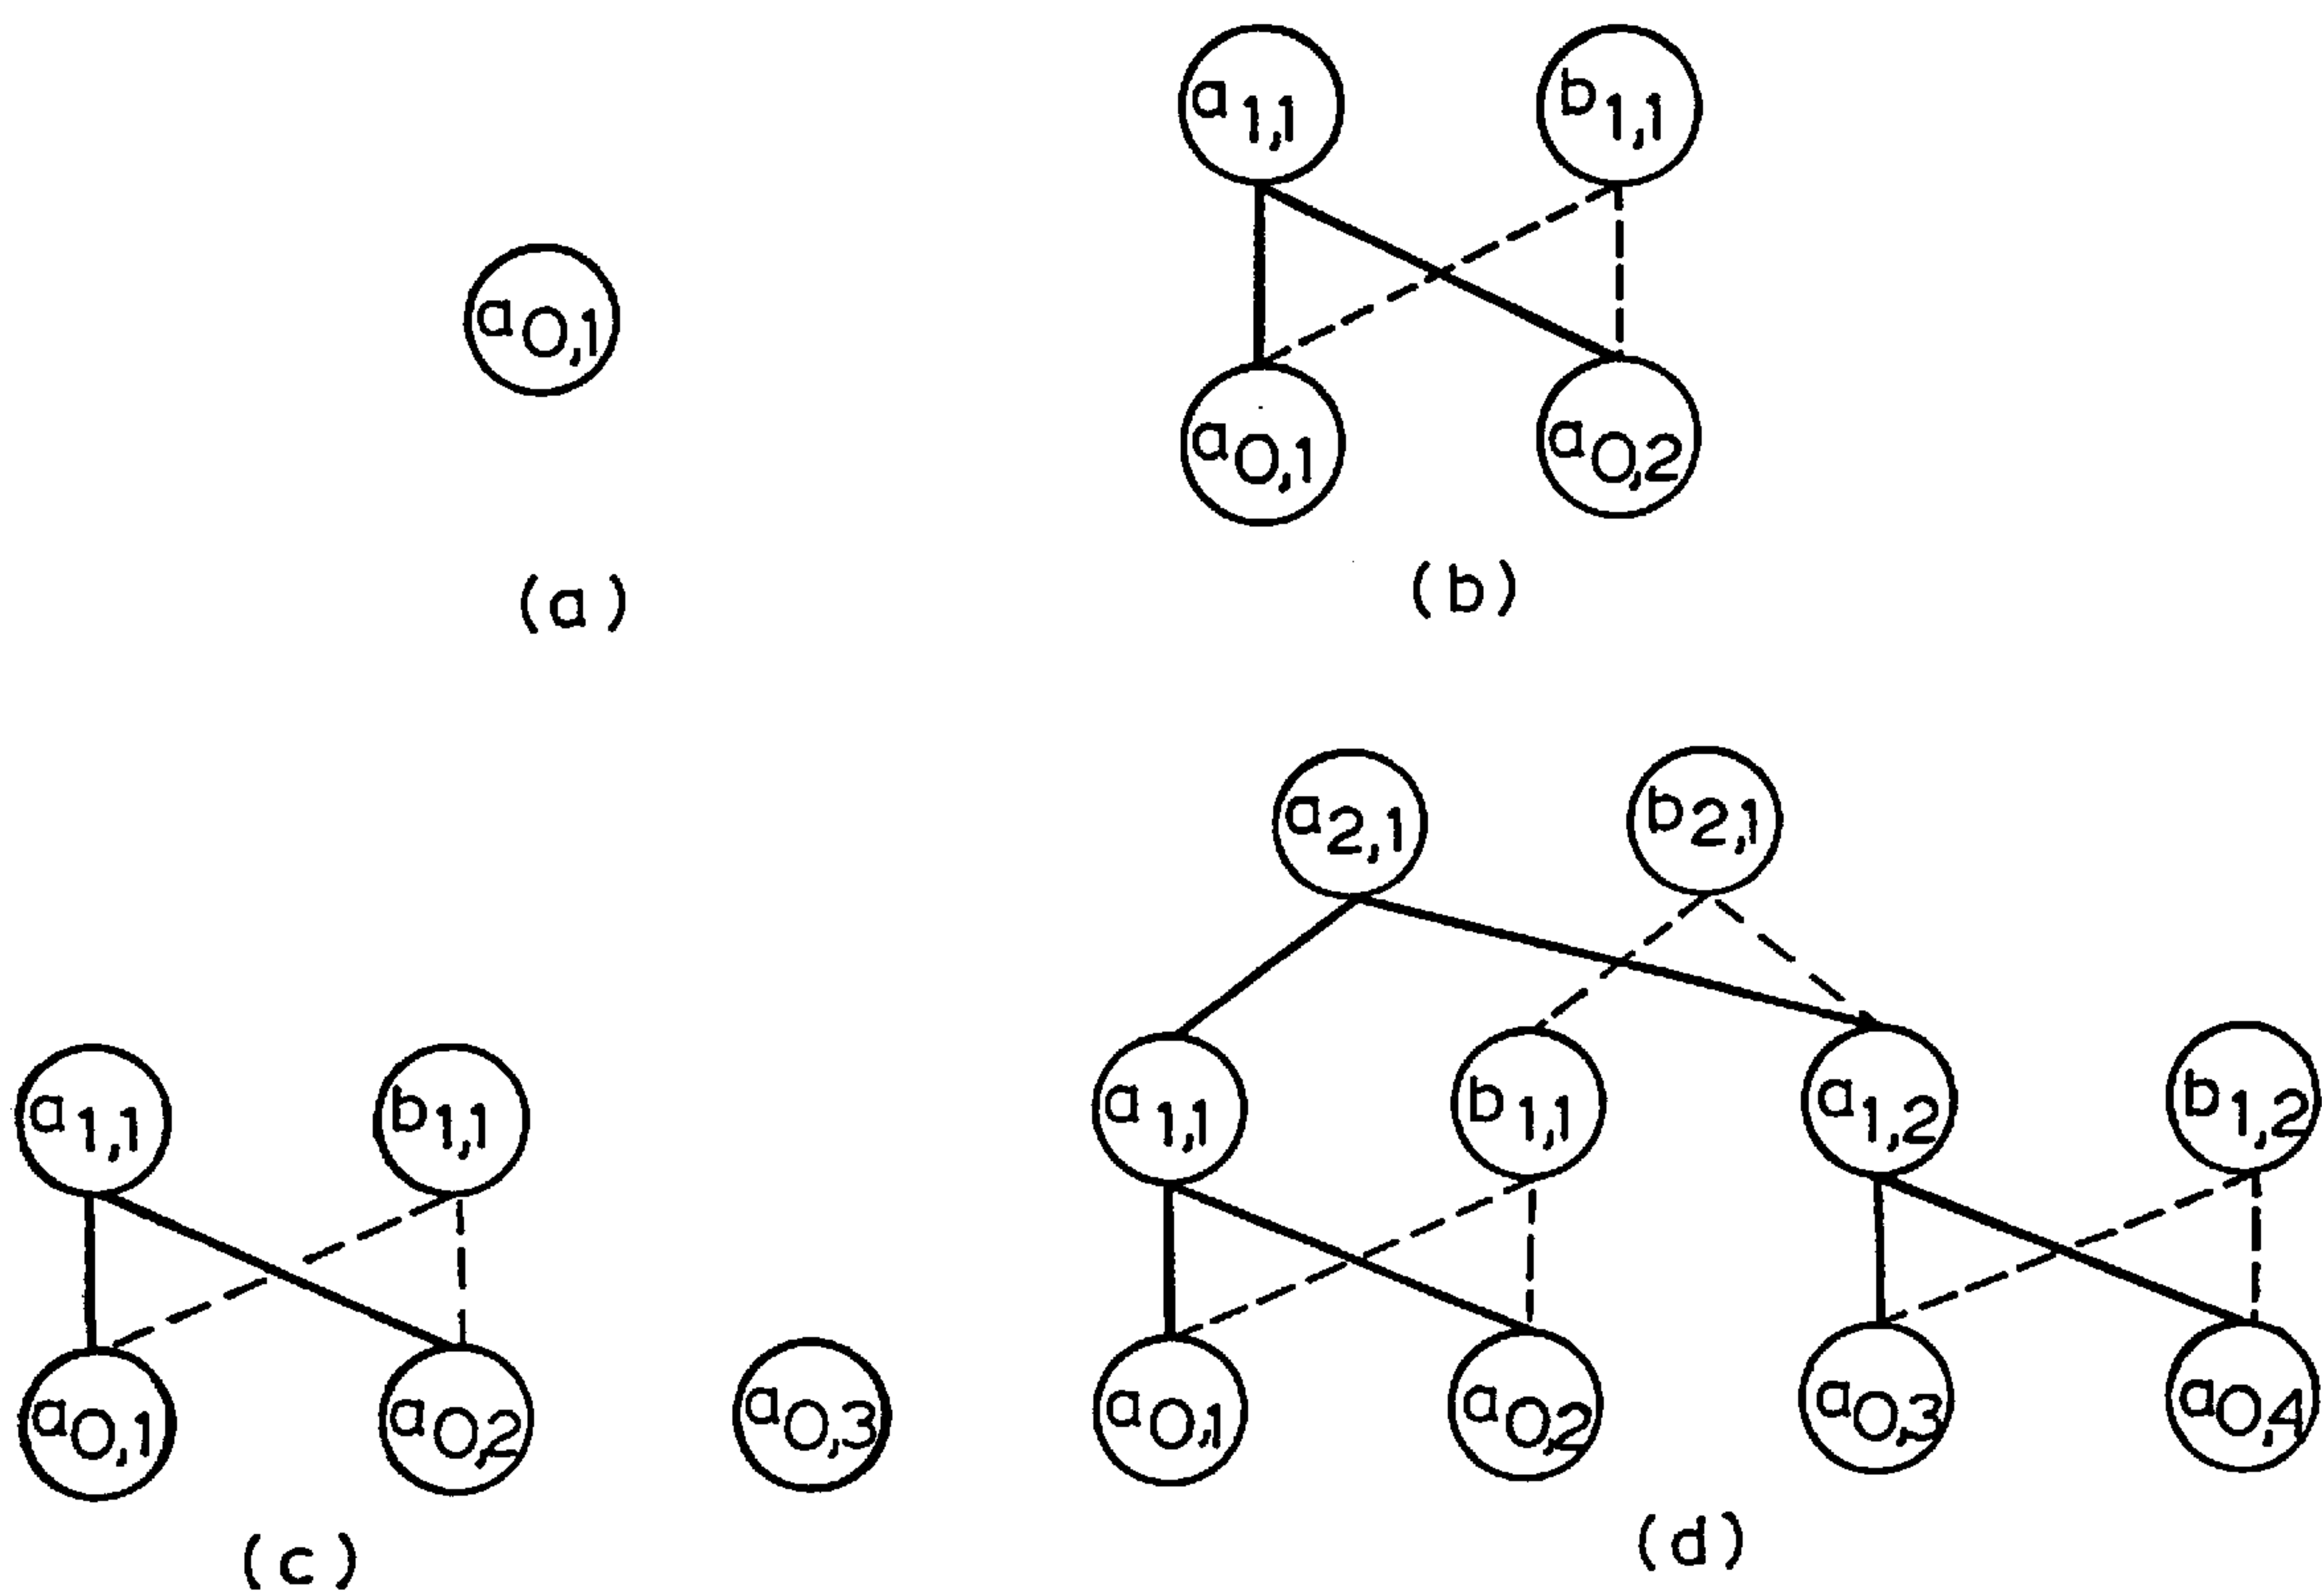 a0,1
(a)
a1,1 b1,1
a0,1 a0,2
(b)
a1,1 b1,1
a0,1 a0,2 a0,3
(c)
a2,1 b2,1
a1,1 b1,1 a1,2 b1,2
a0,1 a0,2 a0,3 a0,4
(d)